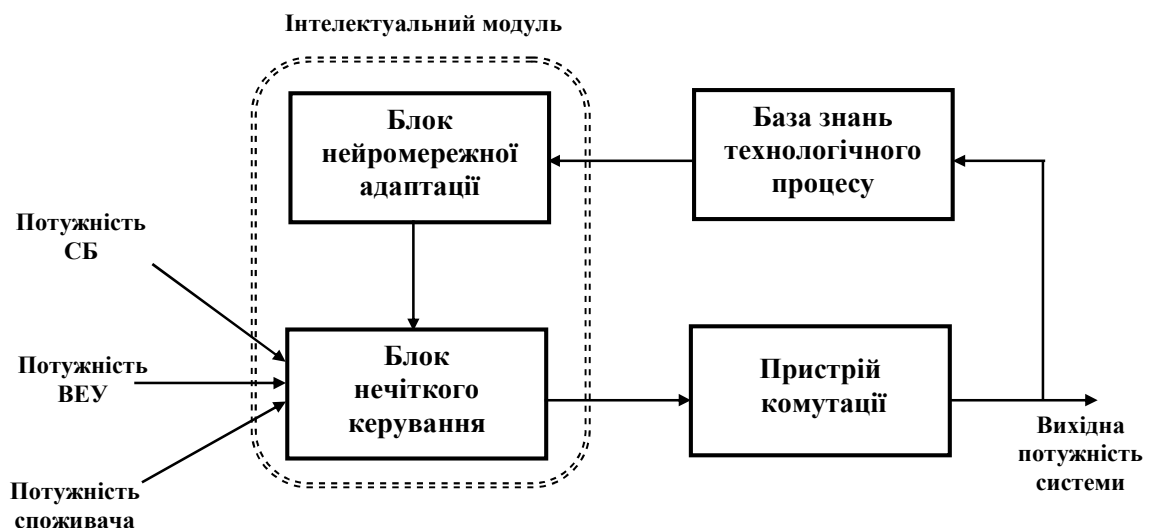 Інтелектуальний модуль
Блок
нейромережної
адаптації
База знань
технологічного
процесу
Потужність
СБ
Потужність
ВЕУ
Потужність
споживача
Блок
нечіткого
керування
Пристрій
комутації
Вихідна
потужність
системи